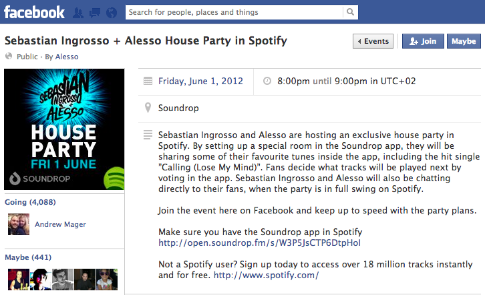 facebook
Search for people, places and things
Sebastian Ingrosso + Alesso House Party in Spotify
Events
Join
Maybe
Public · By Alesso
SEBASTIAN
INGROSSO
+
ALESSO
HOUSE
PARTY
FRI 1 JUNE
SOUNDROP
Going (4,088)
Andrew Mager
Maybe (441)
Friday, June 1, 2012
8:00pm until 9:00pm in UTC+02
Soundrop
Sebastian Ingrosso and Alesso are hosting an exclusive house party in
Spotify. By setting up a special room in the Soundrop app, they will be
sharing some of their favourite tunes inside the app, including the hit single
"Calling (Lose My Mind)". Fans decide what tracks will be played next by
voting in the app. Sebastian Ingrosso and Alesso will also be chatting
directly to their fans, when the party is in full swing on Spotify.
Join the event here on Facebook and keep up to speed with the party plans.
Make sure you have the Soundrop app in Spotify
http://open.soundrop.fm/s/W3P5JsCTP6DtpHoI
Not a Spotify user? Sign up today to access over 18 million tracks instantly
and for free. http://www.spotify.com/